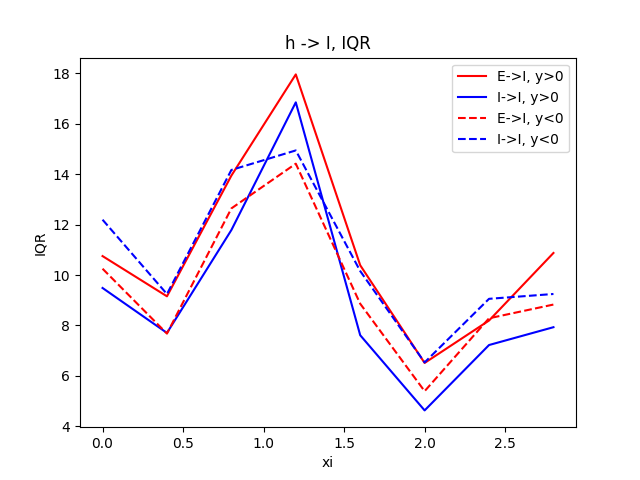 h -> I, IQR
E->I, y>0
I->I, y>0
E->I, y<0
I->I, y<0
IQR
18
16
14
12
10
8
6
4
0.0 0.5 1.0 1.5 2.0 2.5
xi